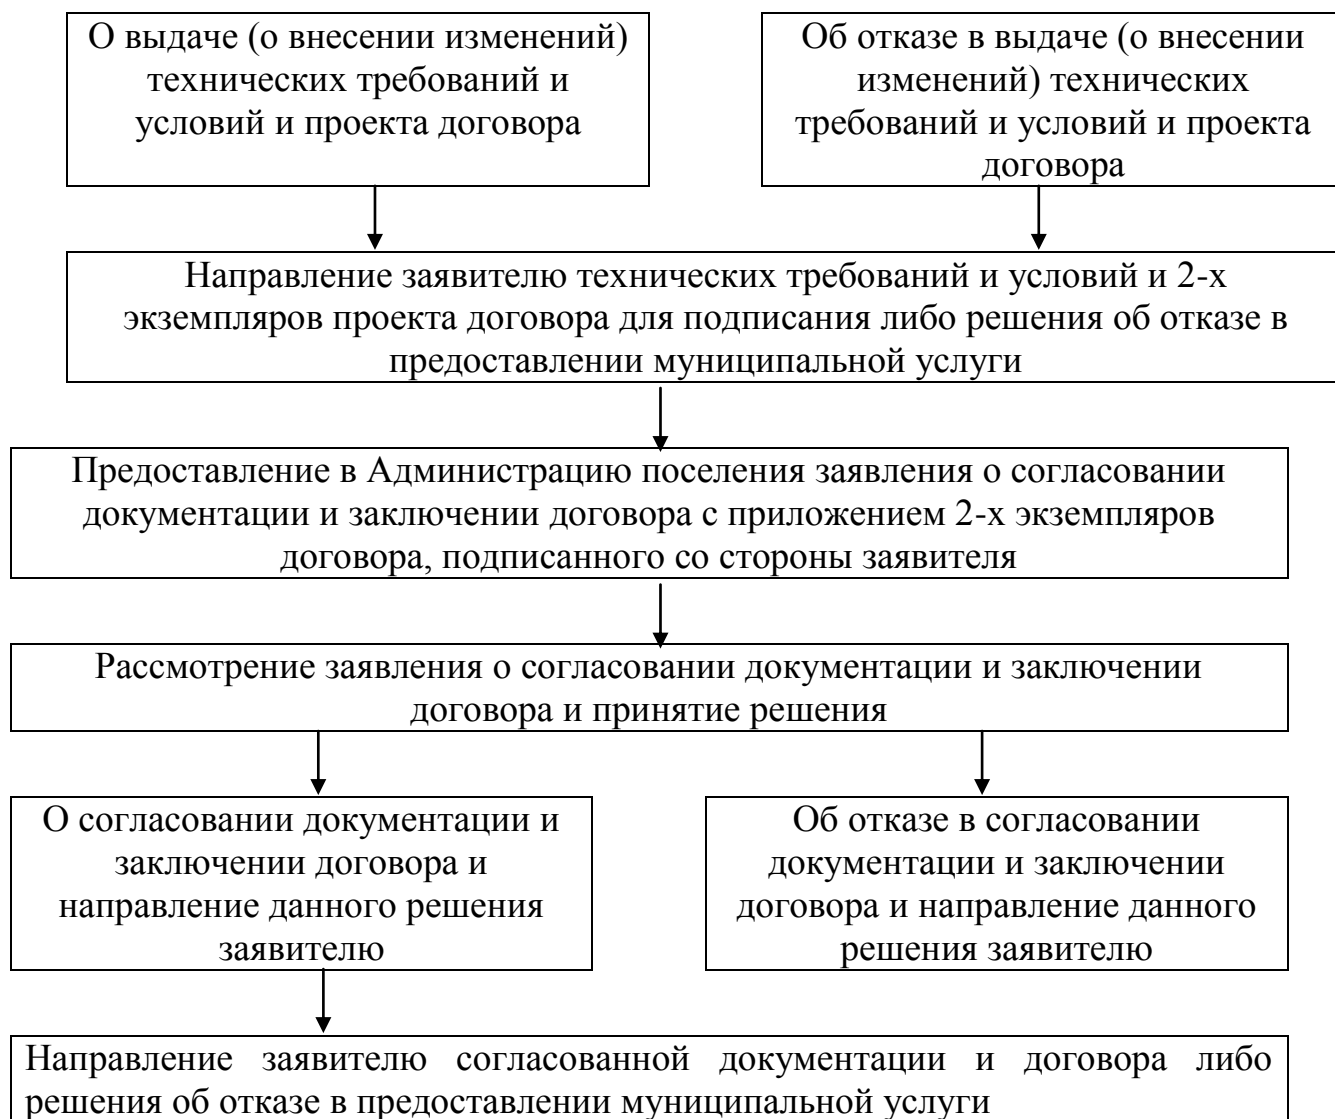 О выдаче (о внесении изменений)
технических требований и
условий и проекта договора
Об отказе в выдаче (о внесении
изменений) технических
требований и условий и проекта
договора
Направление заявителю технических требований и условий и 2-х
экземпляров проекта договора для подписания либо решения об отказе в
предоставлении муниципальной услуги
Предоставление в Администрацию поселения заявления о согласовании
документации и заключении договора с приложением 2-х экземпляров
договора, подписанного со стороны заявителя
Рассмотрение заявления о согласовании документации и заключении
договора и принятие решения
О согласовании документации и
заключении договора и
направление данного решения
заявителю
Об отказе в согласовании
документации и заключении
договора и направление данного
решения заявителю
Направление заявителю согласованной документации и договора либо
решения об отказе в предоставлении муниципальной услуги